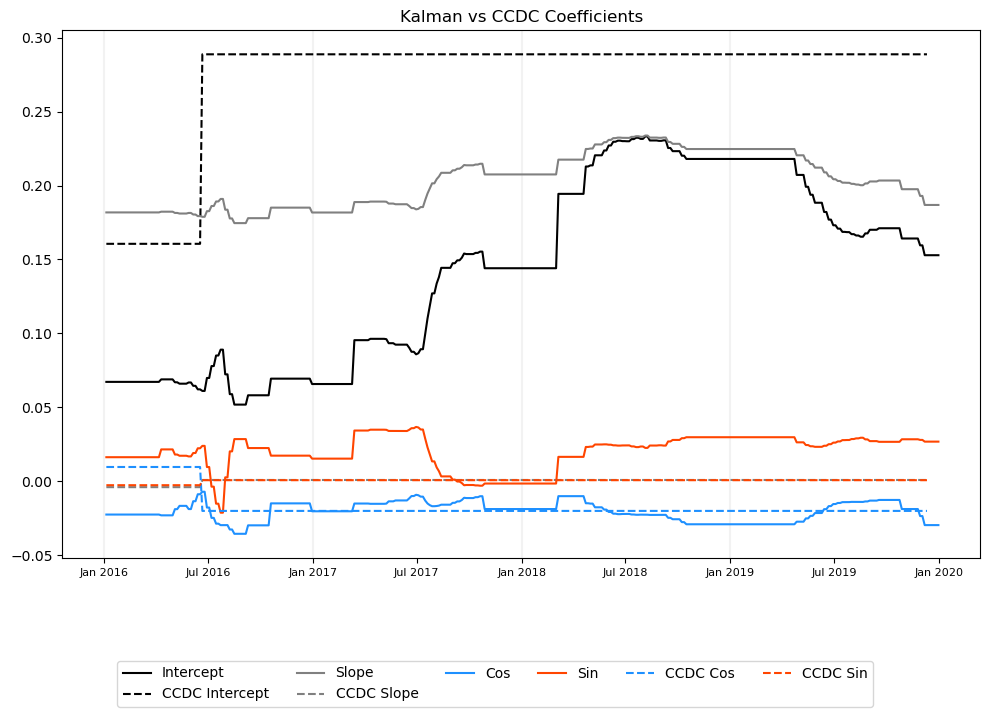 Kalman vs CCDC Coefficients
0.30
0.25
0.20
0.15
0.10
0.05
0.00
−0.05
Jan 2016 Jul 2016 Jan 2017 Jul 2017 Jan 2018 Jul 2018 Jan 2019 Jul 2019 Jan 2020
Intercept Slope Cos Sin CCDC Cos CCDC Sin
CCDC Intercept CCDC Slope